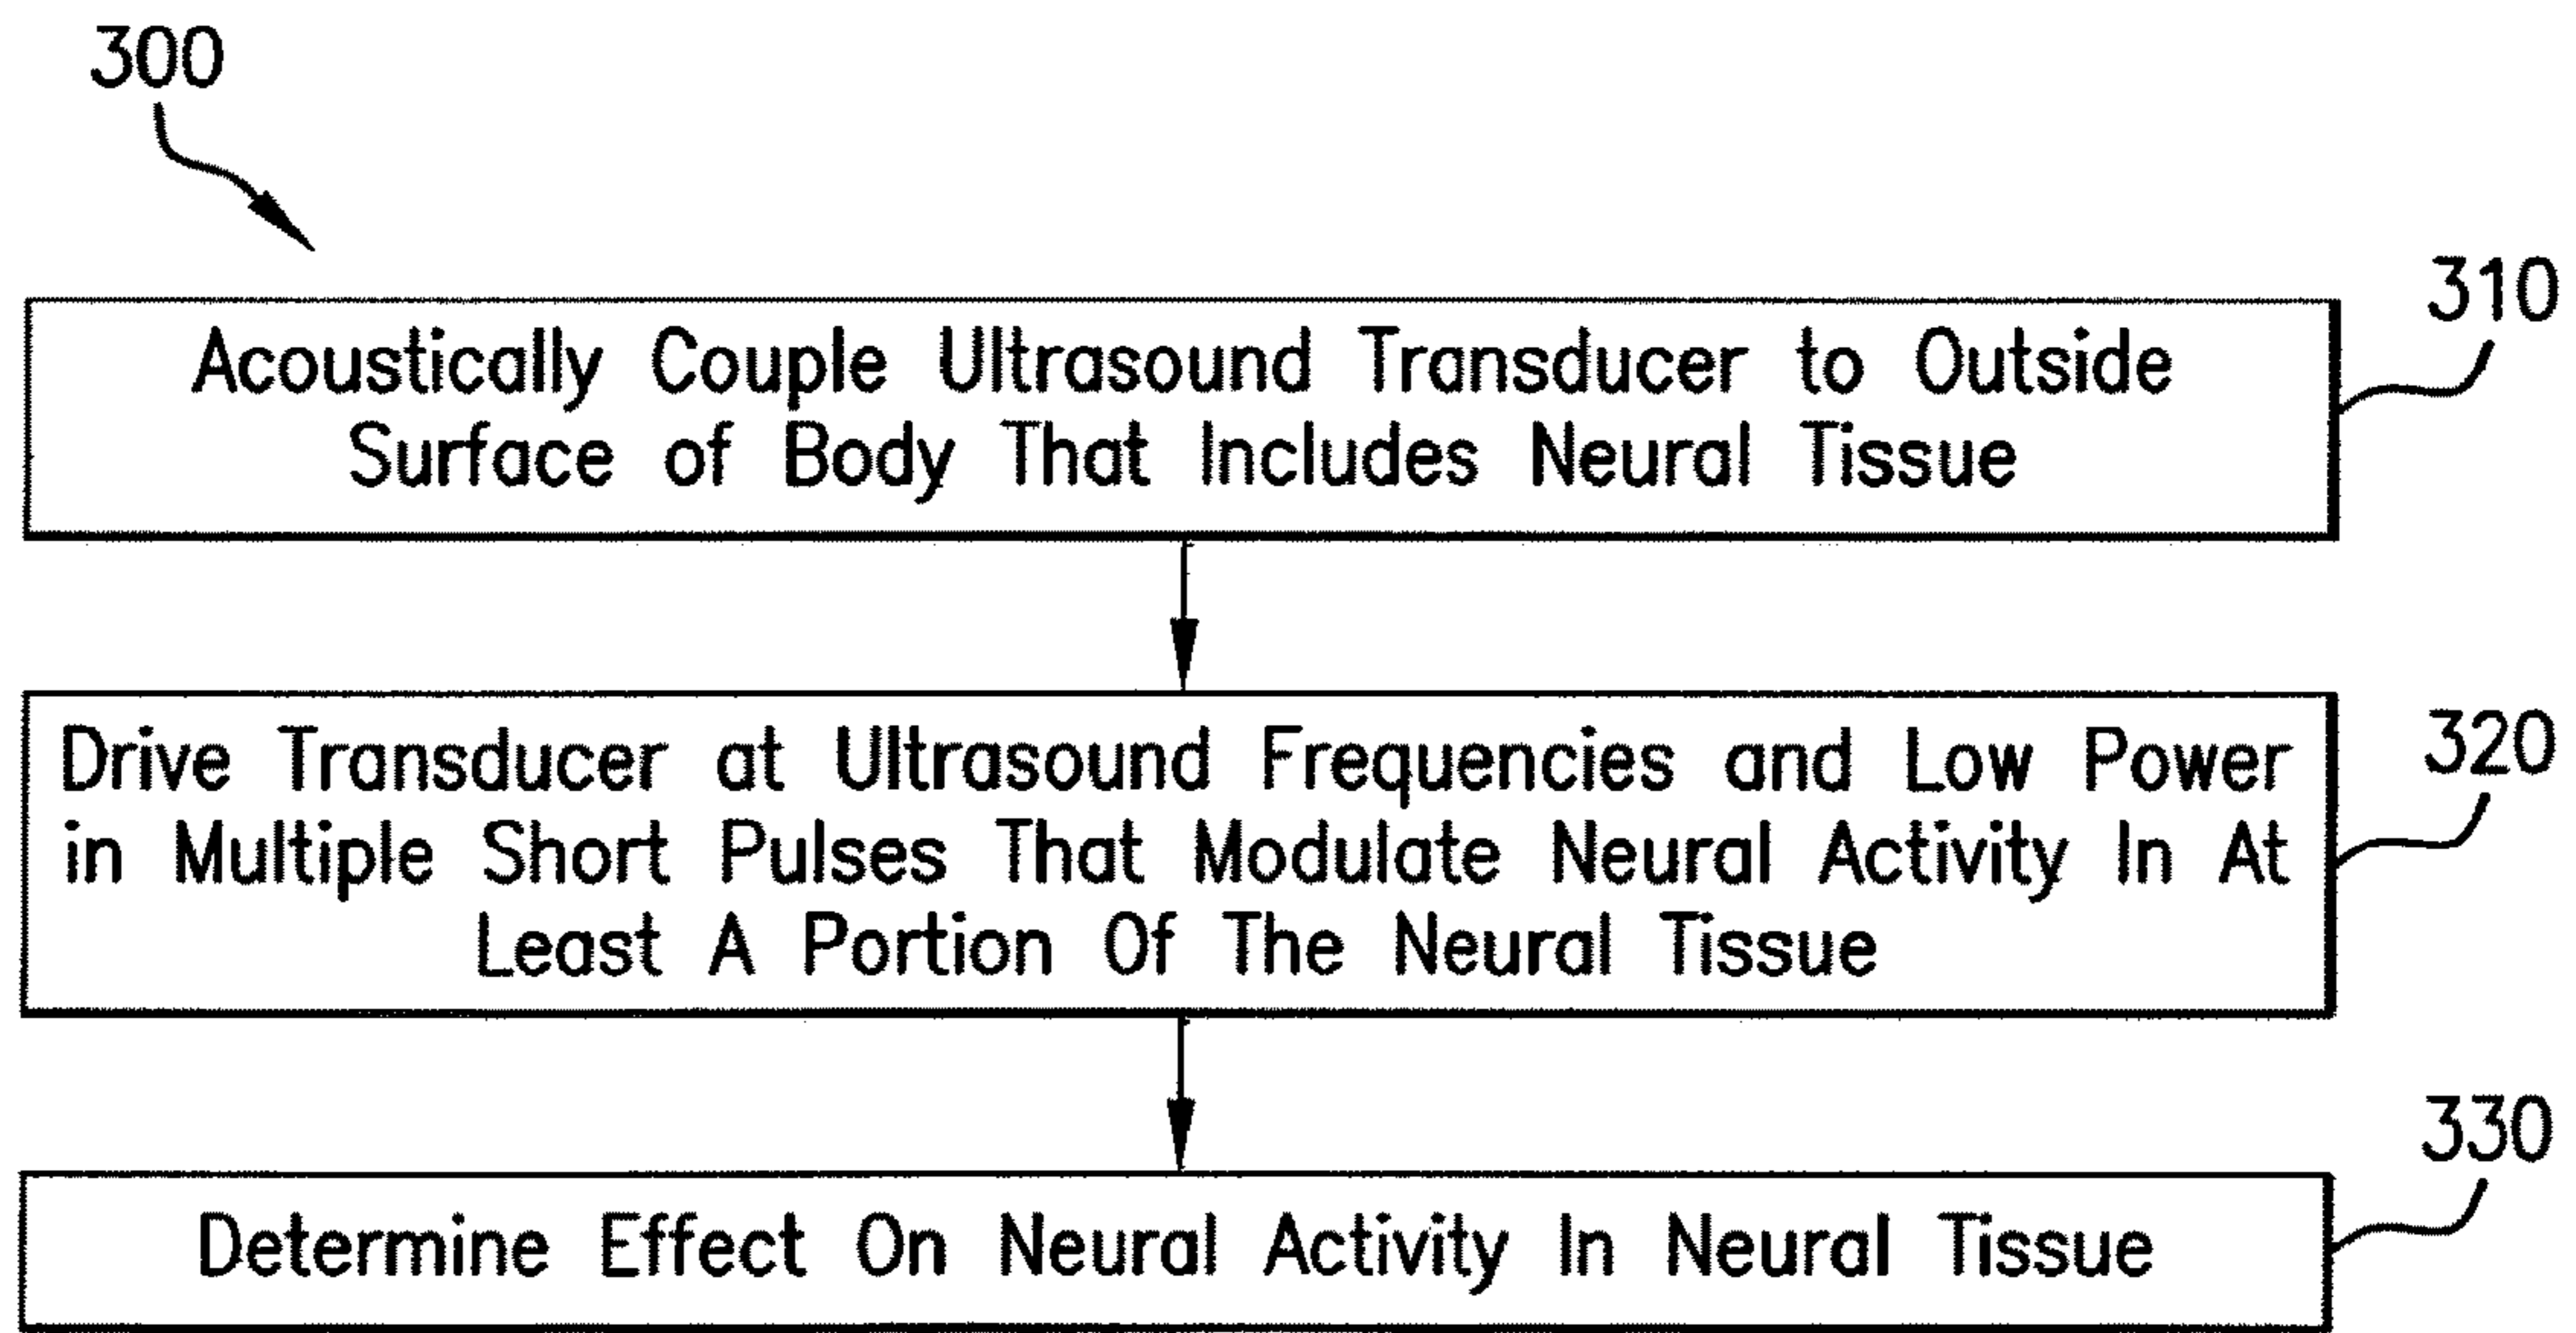 300
310
Acoustically Couple Ultrasound Transducer to Outside
Surface of Body That Includes Neural Tissue
320
Drive Transducer at Ultrasound Frequencies and Low Power
in Multiple Short Pulses That Modulate Neural Activity In At
Least A Portion Of The Neural Tissue
330
Determine Effect On Neural Activity In Neural Tissue